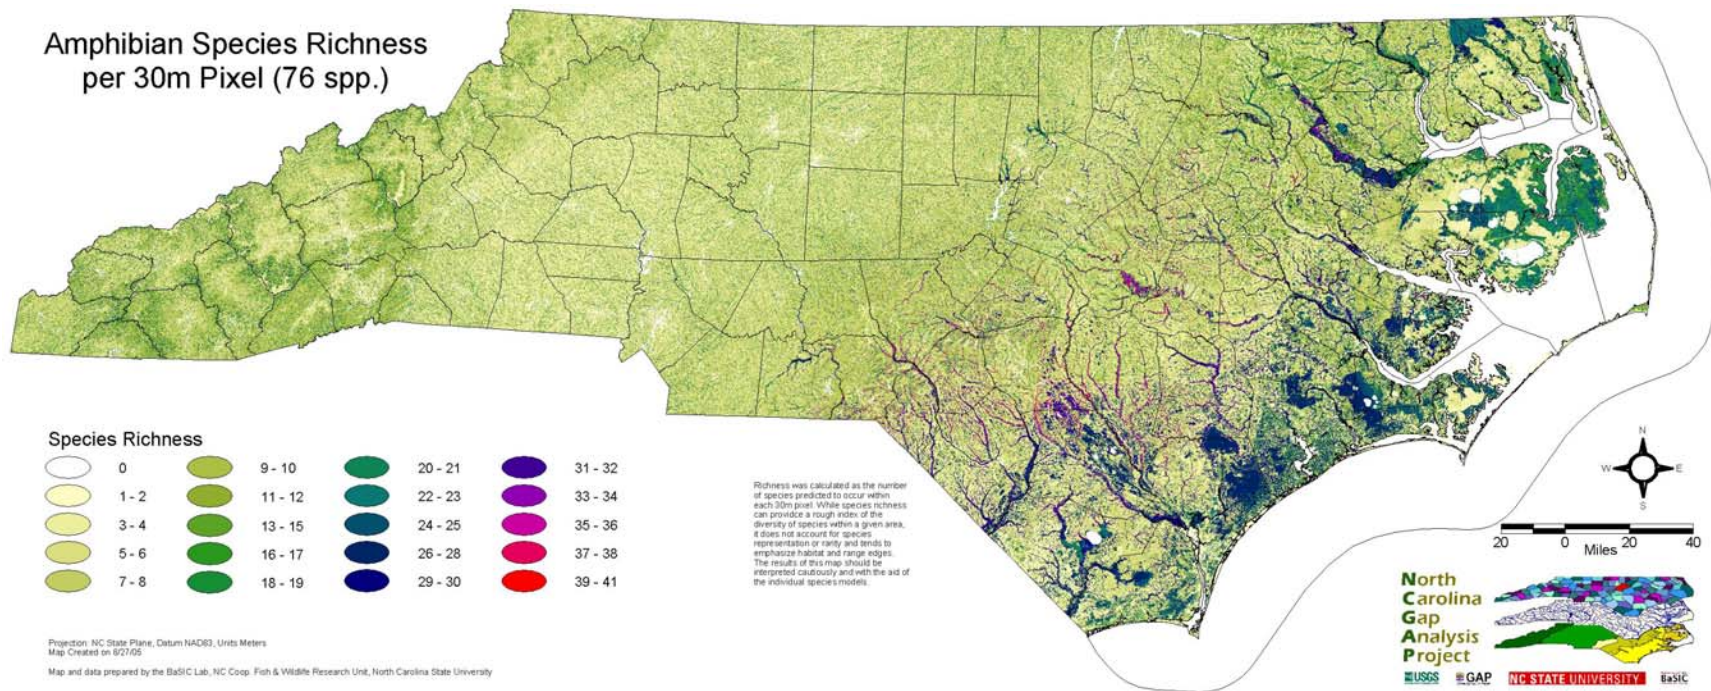 Amphibian Species Richness
per 30m Pixel (76 spp.)
Species Richness
0
1 - 2
3 - 4
5 - 6
7 - 8
9 - 10
11 - 12
13 - 15
16 - 17
18 - 19
20 - 21
22 - 23
24 - 25
26 - 28
29 - 30
31 - 32
33 - 34
35 - 36
37 - 38
39 - 41
Richness was calculated as the number
of species predicted to occur within
each 30m pixel. While species richness
can providce a rough index of the
diversity of species within a given area,
it does not account for species
representation or rarity and tends to
emphasize habitat and range edges.
The results of this map should be
interpreted cautiously and with the aid of
the individual species models.
N
W
E
S
20 0 20 40
Miles
North
Carolina
Gap
Analysis
Project
USGS
GAP
NC STATE UNIVERSITY
BaSIC
Projection: NC State Plane, Datum NAD83, Units Meters
Map Created on 6/27/05
Map and data prepared by the BaSIC Lab, NC Coop. Fish & Wildlife Research Unit, North Carolina State University